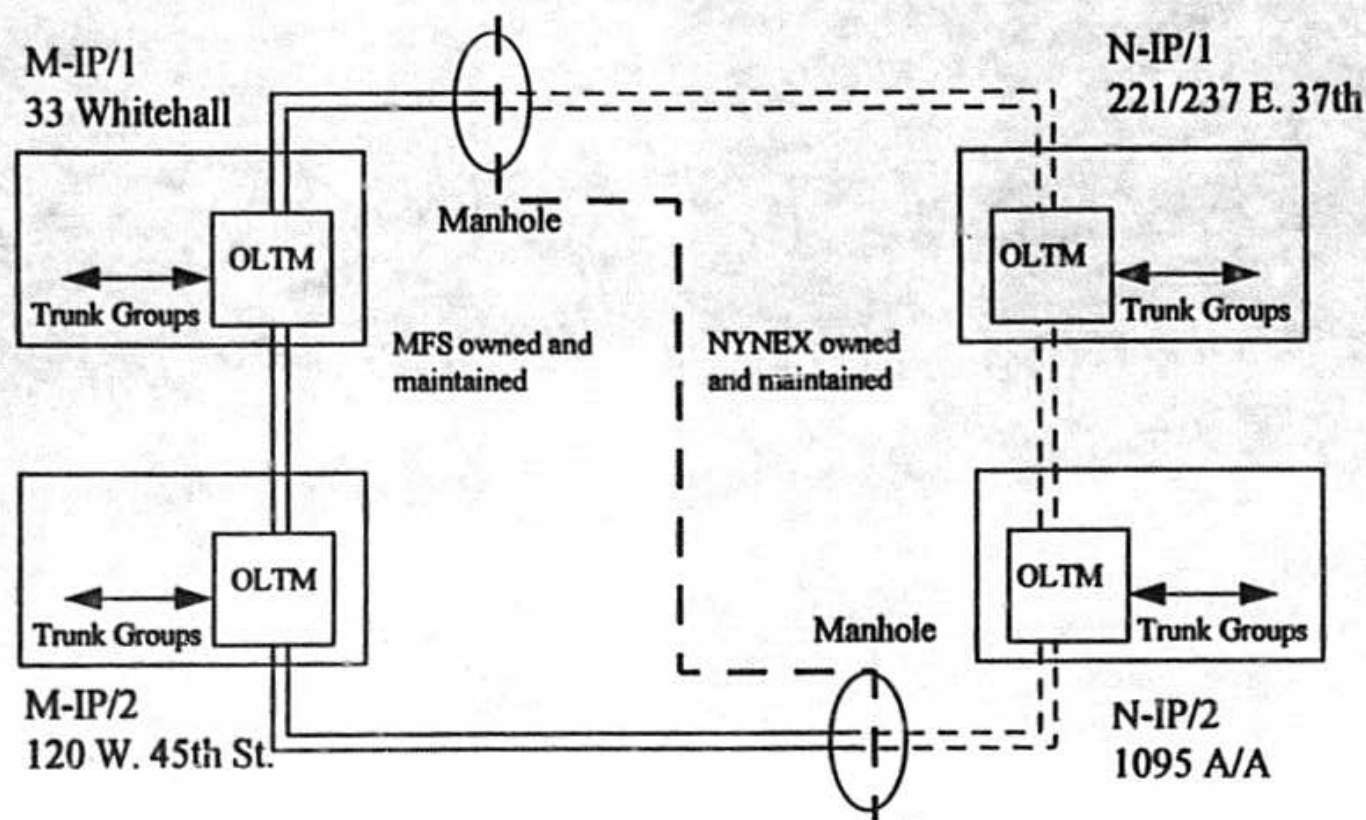 M-IP/1
33 Whitehall
N-IP/1
221/237 E. 37th
Manhole
OLTM
Trunk Groups
OLTM
Trunk Groups
MFS owned and
maintained
NYNEX owned
and maintained
OLTM
Trunk Groups
OLTM
Trunk Groups
Manhole
M-IP/2
120 W. 45th St.
N-IP/2
1095 A/A